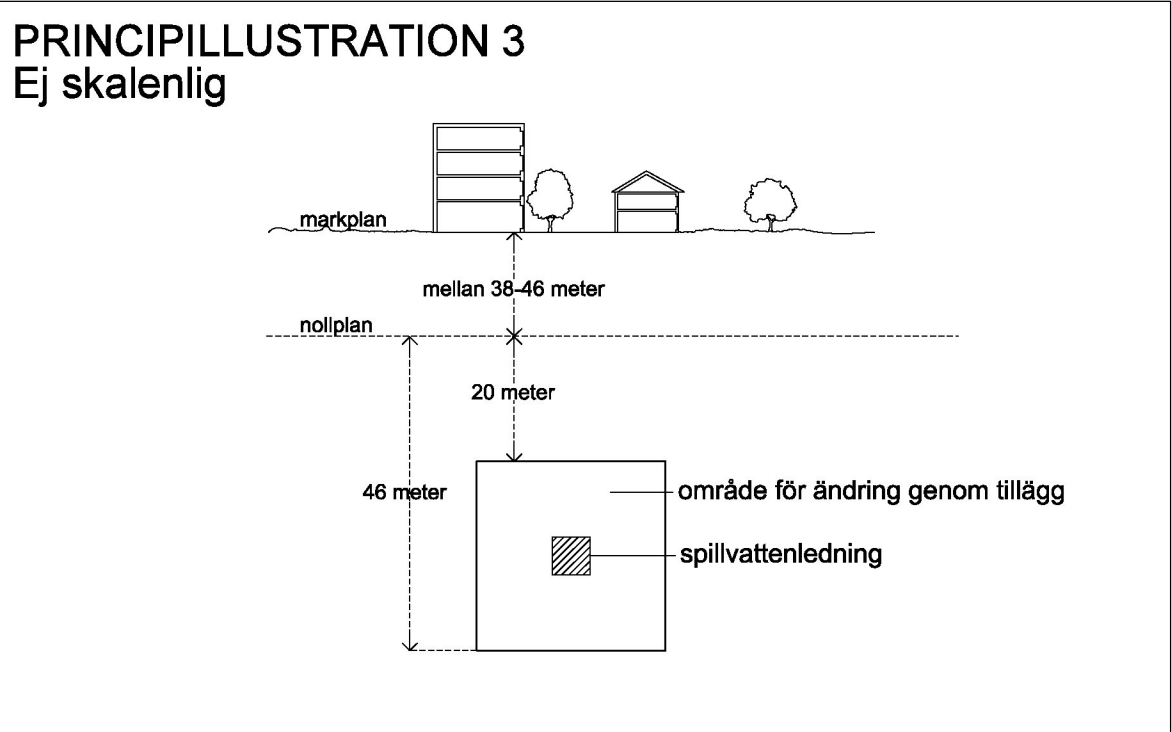 PRINCIPILLUSTRATION 3
Ej skalenlig
markplan
mellan 38-46 meter
nollplan
20 meter
46 meter
område för ändring genom tillägg
spillvattenledning